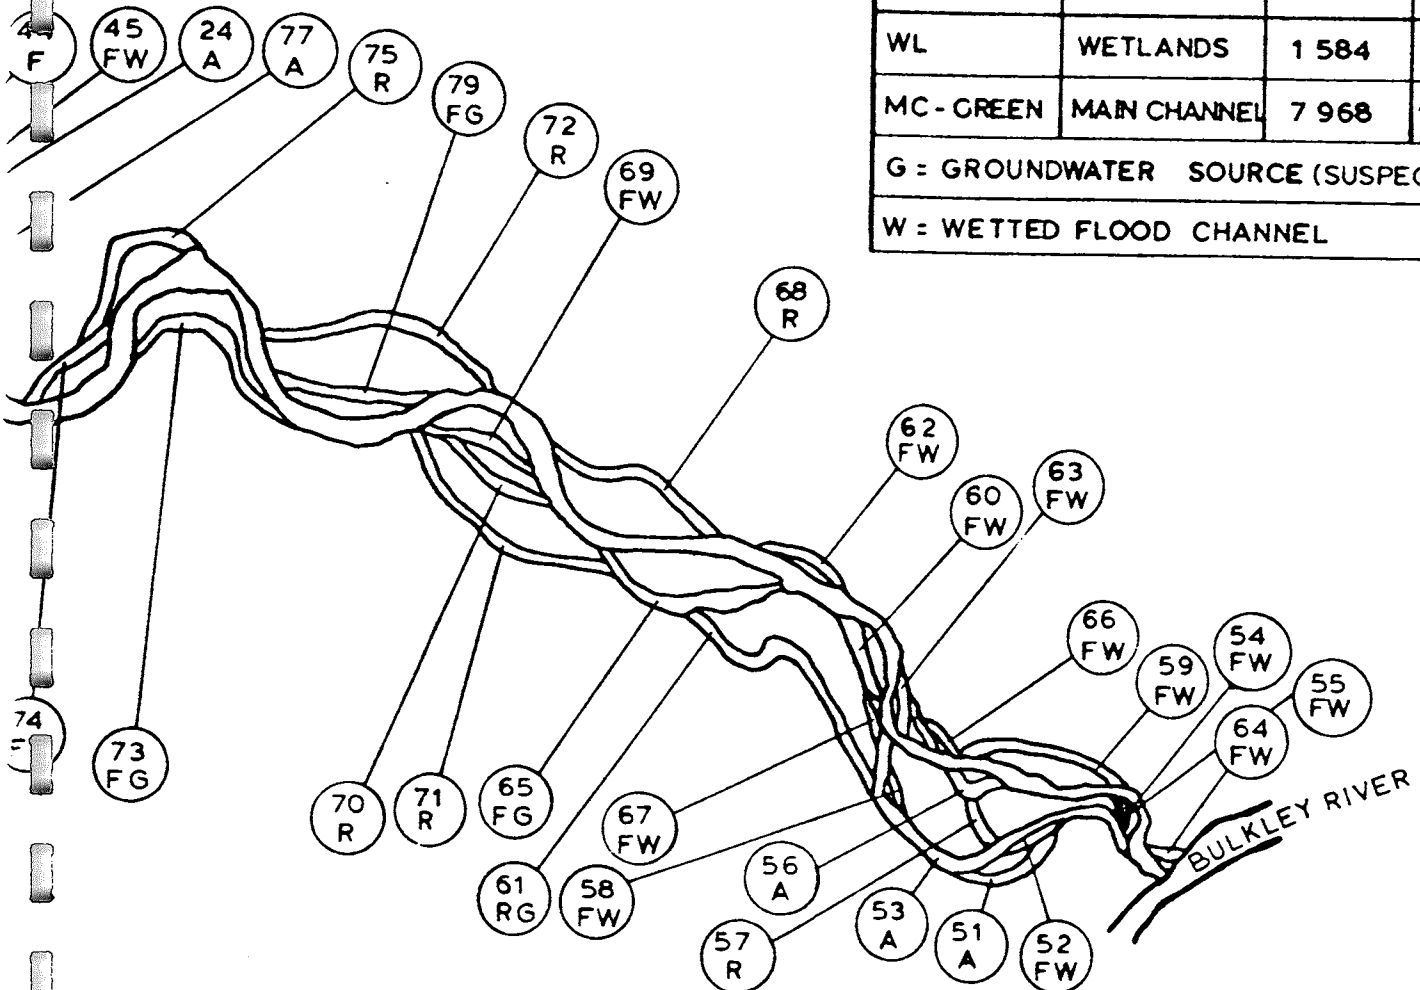 WL WETLANDS 1 584
MC-GREEN MAIN CHANNEL 7 968
G = GROUNDWATER SOURCE (SUSPEC
W = WETTED FLOOD CHANNEL
44
F
45
FW
24
A
77
A
75
R
79
FG
72
R
69
FW
68
R
62
FW
60
FW
63
FW
66
FW
59
FW
54
FW
55
FW
64
FW
BULKLEY RIVER
74
73
FG
70
R
71
R
65
FG
67
FW
61
RG
58
FW
56
A
53
A
57
R
51
A
52
FW